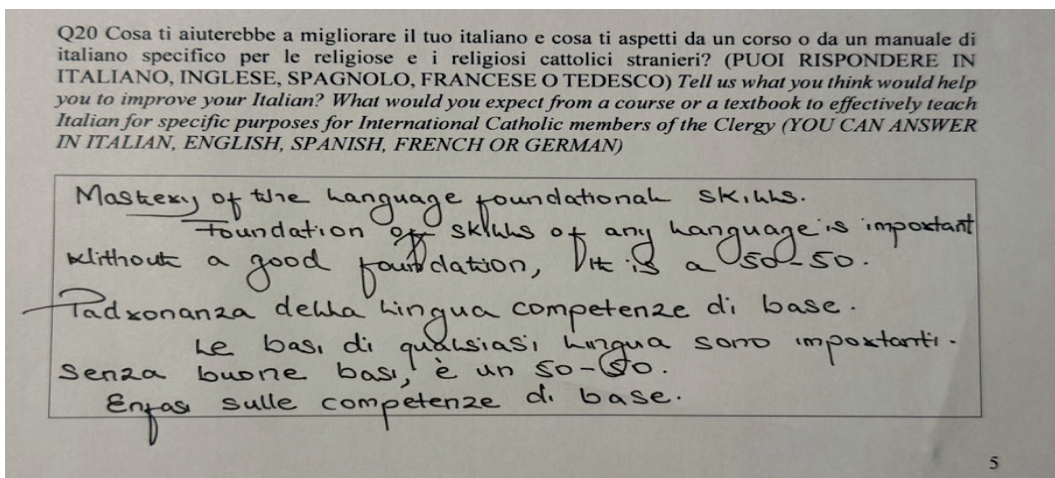 Q20 Cosa ti aiuterebbe a migliorare il tuo italiano e cosa ti aspetti da un corso o da un manuale di
italiano specifico per le religiose e i religiosi cattolici stranieri? (PUOI RISPONDERE IN
ITALIANO, INGLESE, SPAGNOLO, FRANCESE O TEDESCO) Tell us what you think would help
you to improve your Italian? What would you expect from a course or a textbook to effectively teach
Italian for specific purposes for International Catholic members of the Clergy (YOU CAN ANSWER
IN ITALIAN, ENGLISH, SPANISH, FRENCH OR GERMAN)
Mastery of the Language foundational skills.
Foundation of skills of any Language is important
Without a good foundation, it is a 50-50.
Padronanza della Lingua competenze di base.
Le basi di qualsiasi Lingua sono importanti.
Senza buone basi, è un 50-50.
Enfasi sulle competenze di base.
5